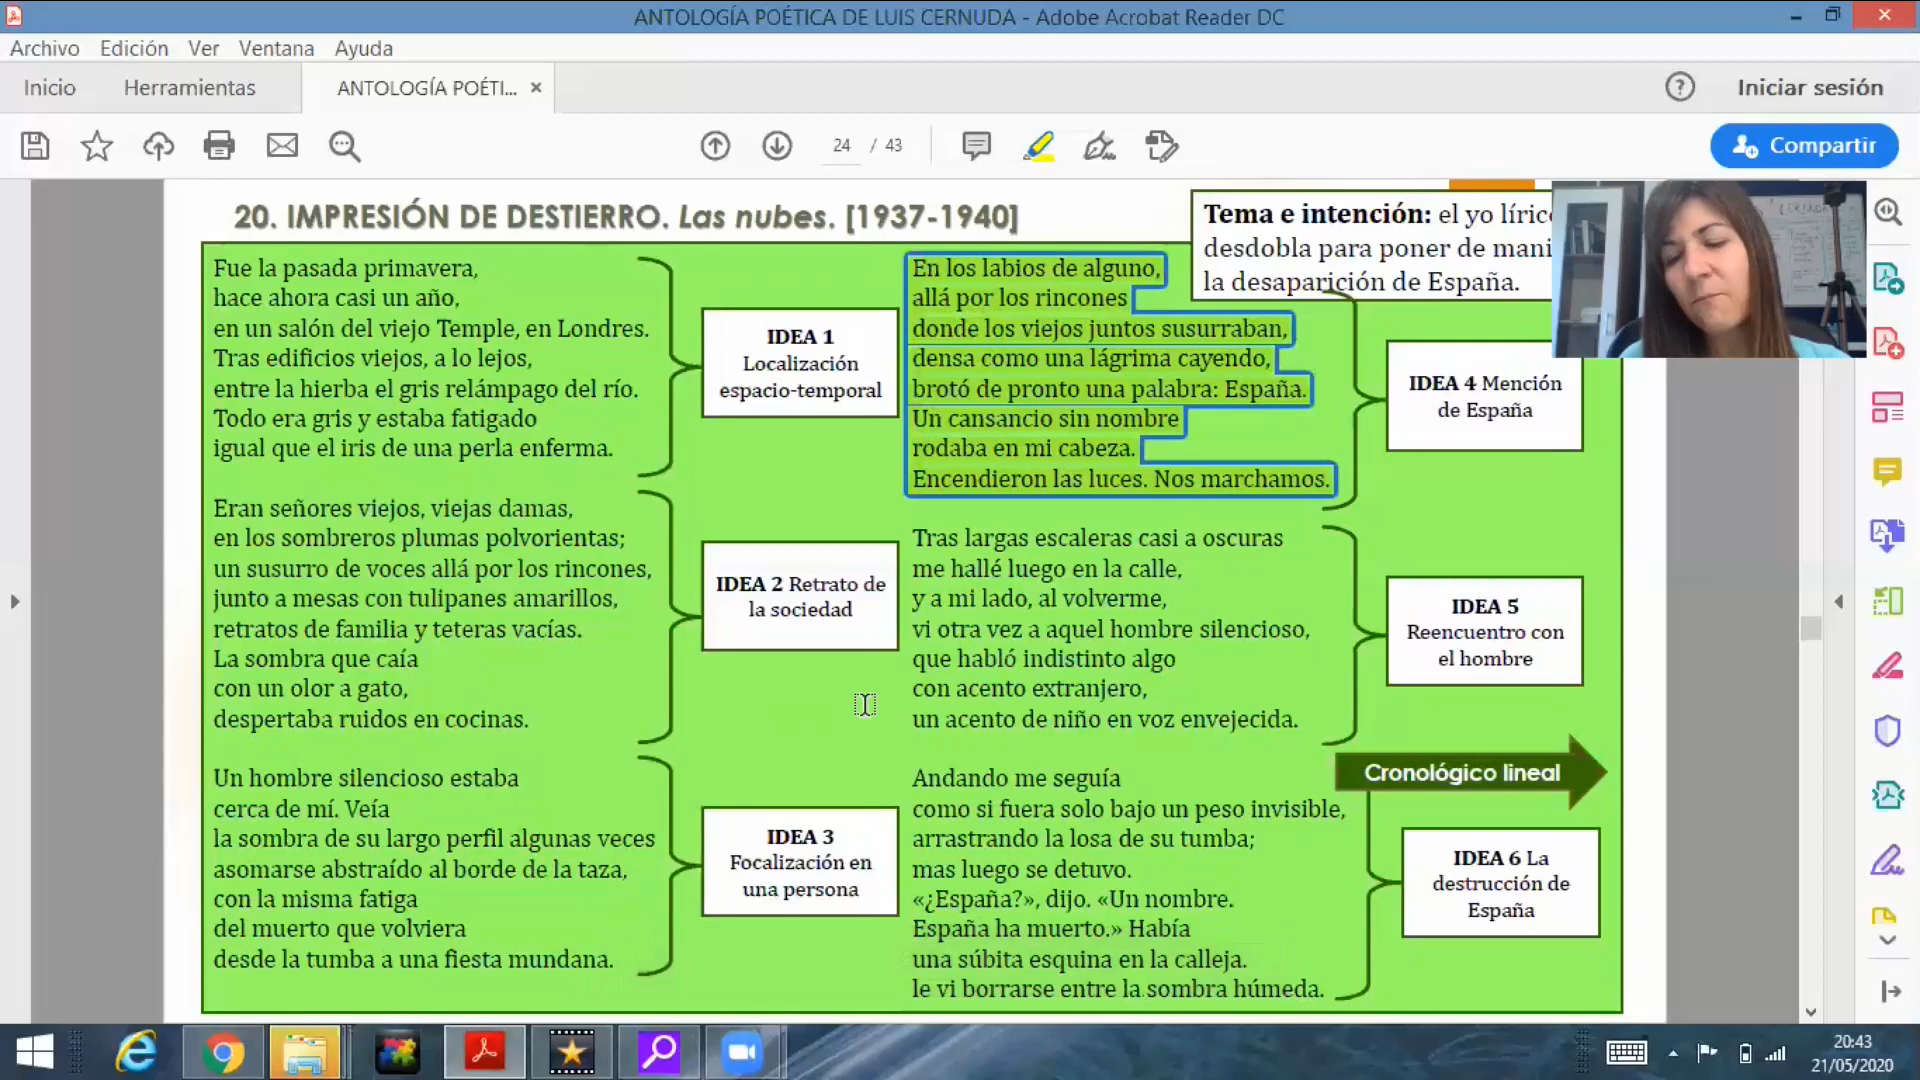 ANTOLOGÍA POÉTICA DE LUIS CERNUDA - Adobe Acrobat Reader DC
Archivo Edición Ver Ventana Ayuda
Inicio Herramientas ANTOLOGÍA POÉTI... × Iniciar sesión
24 / 43 Compartir
20. IMPRESIÓN DE DESTIERRO. Las nubes. [1937-1940]
Tema e intención: el yo líric
desdobla para poner de mani
la desaparición de España.
Fue la pasada primavera,
hace ahora casi un año,
en un salón del viejo Temple, en Londres.
Tras edificios viejos, a lo lejos,
entre la hierba el gris relámpago del río.
Todo era gris y estaba fatigado
igual que el iris de una perla enferma.
IDEA 1
Localización
espacio-temporal
Eran señores viejos, viejas damas,
en los sombreros plumas polvorientas;
un susurro de voces allá por los rincones,
junto a mesas con tulipanes amarillos,
retratos de familia y teteras vacías.
La sombra que caía
con un olor a gato,
despertaba ruidos en cocinas.
IDEA 2 Retrato de
la sociedad
Un hombre silencioso estaba
cerca de mí. Veía
la sombra de su largo perfil algunas veces
asomarse abstraído al borde de la taza,
con la misma fatiga
del muerto que volviera
desde la tumba a una fiesta mundana.
IDEA 3
Focalización en
una persona
En los labios de alguno,
allá por los rincones
donde los viejos juntos susurraban,
densa como una lágrima cayendo,
brotó de pronto una palabra: España.
Un cansancio sin nombre
rodaba en mi cabeza.
Encendieron las luces. Nos marchamos.
IDEA 4 Mención
de España
Tras largas escaleras casi a oscuras
me hallé luego en la calle,
y a mi lado, al volverme,
vi otra vez a aquel hombre silencioso,
que habló indistinto algo
con acento extranjero,
un acento de niño en voz envejecida.
IDEA 5
Reencuentro con
el hombre
Cronológico lineal
Andando me seguía
como si fuera solo bajo un peso invisible,
arrastrando la losa de su tumba;
mas luego se detuvo.
«¿España?», dijo. «Un nombre.
España ha muerto.» Había
una súbita esquina en la calleja.
le vi borrarse entre la sombra húmeda.
IDEA 6 La
destrucción de
España
20:43
21/05/2020